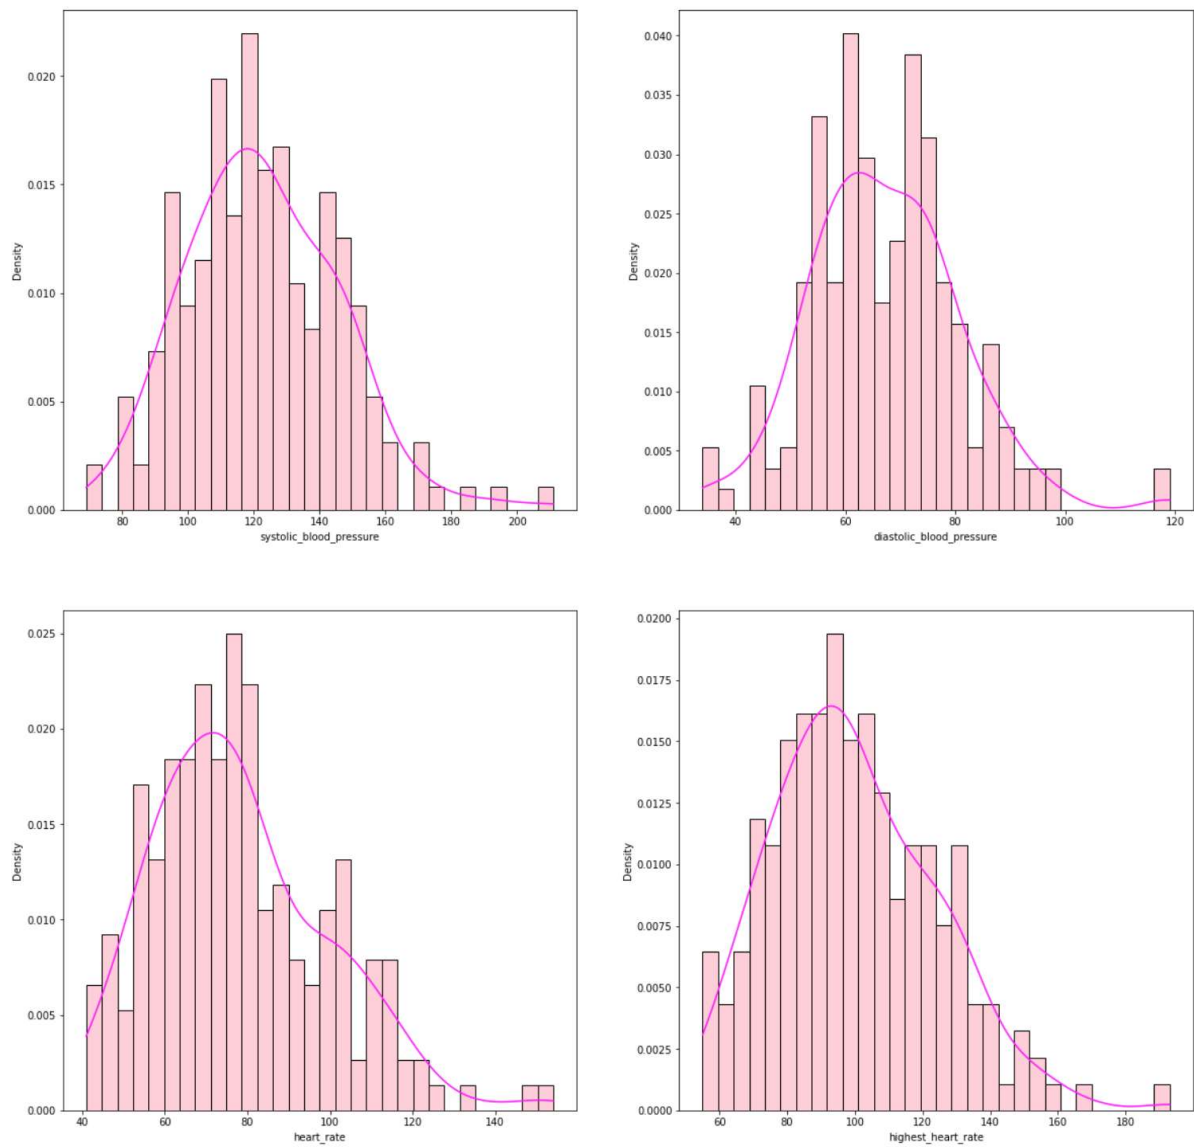 0.020
0.015
0.010
0.005
0.000
Density
80 100 120 140 160 180 200
systolic_blood_pressure
0.040
0.035
0.030
0.025
0.020
0.015
0.010
0.005
0.000
Density
40 60 80 100 120
diastolic_blood_pressure
0.025
0.020
0.015
0.010
0.005
0.000
Density
40 60 80 100 120 140
heart_rate
0.0200
0.0175
0.0150
0.0125
0.0100
0.0075
0.0050
0.0025
0.0000
Density
60 80 100 120 140 160 180
highest_heart_rate